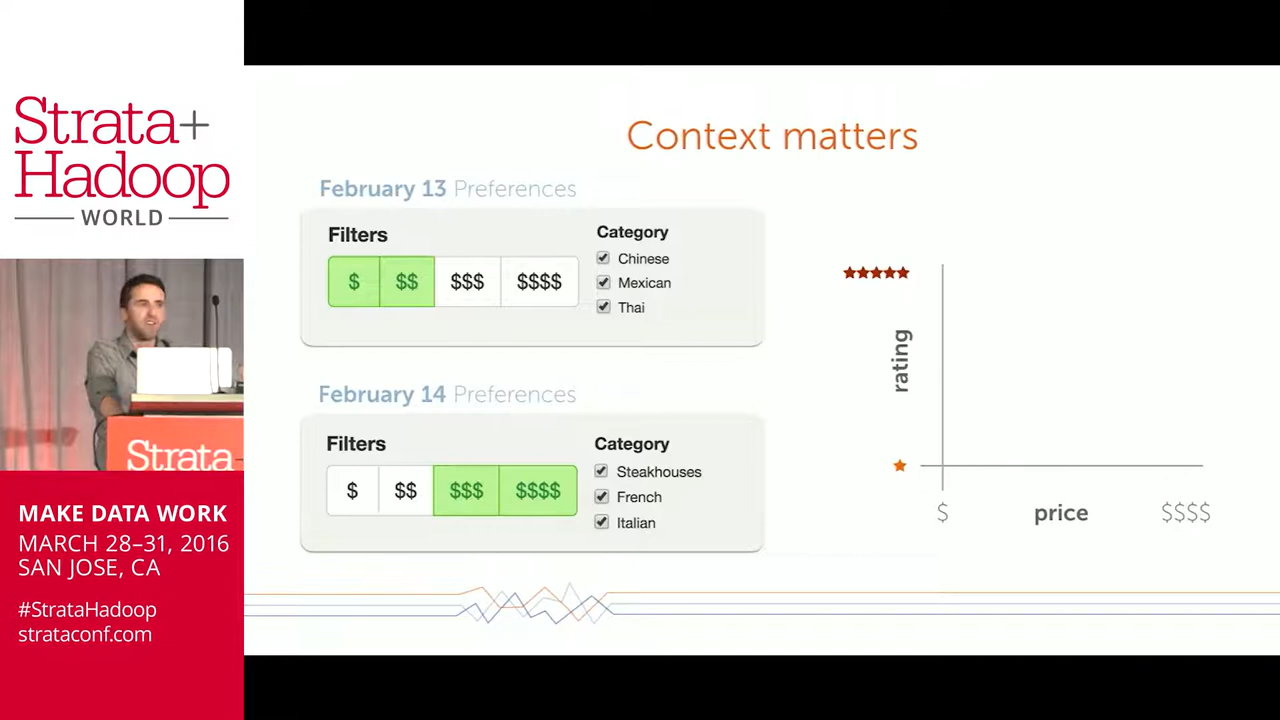 Strata+
Hadoop
WORLD
Strata
MAKE DATA WORK
MARCH 28–31, 2016
SAN JOSE, CA
#StrataHadoop
strataconf.com
Context matters
February 13 Preferences
Filters
$ $$ $$$ $$$$
Category
Chinese
Mexican
Thai
February 14 Preferences
Filters
$ $$ $$$ $$$$
Category
Steakhouses
French
Italian
rating
$ price $$$$